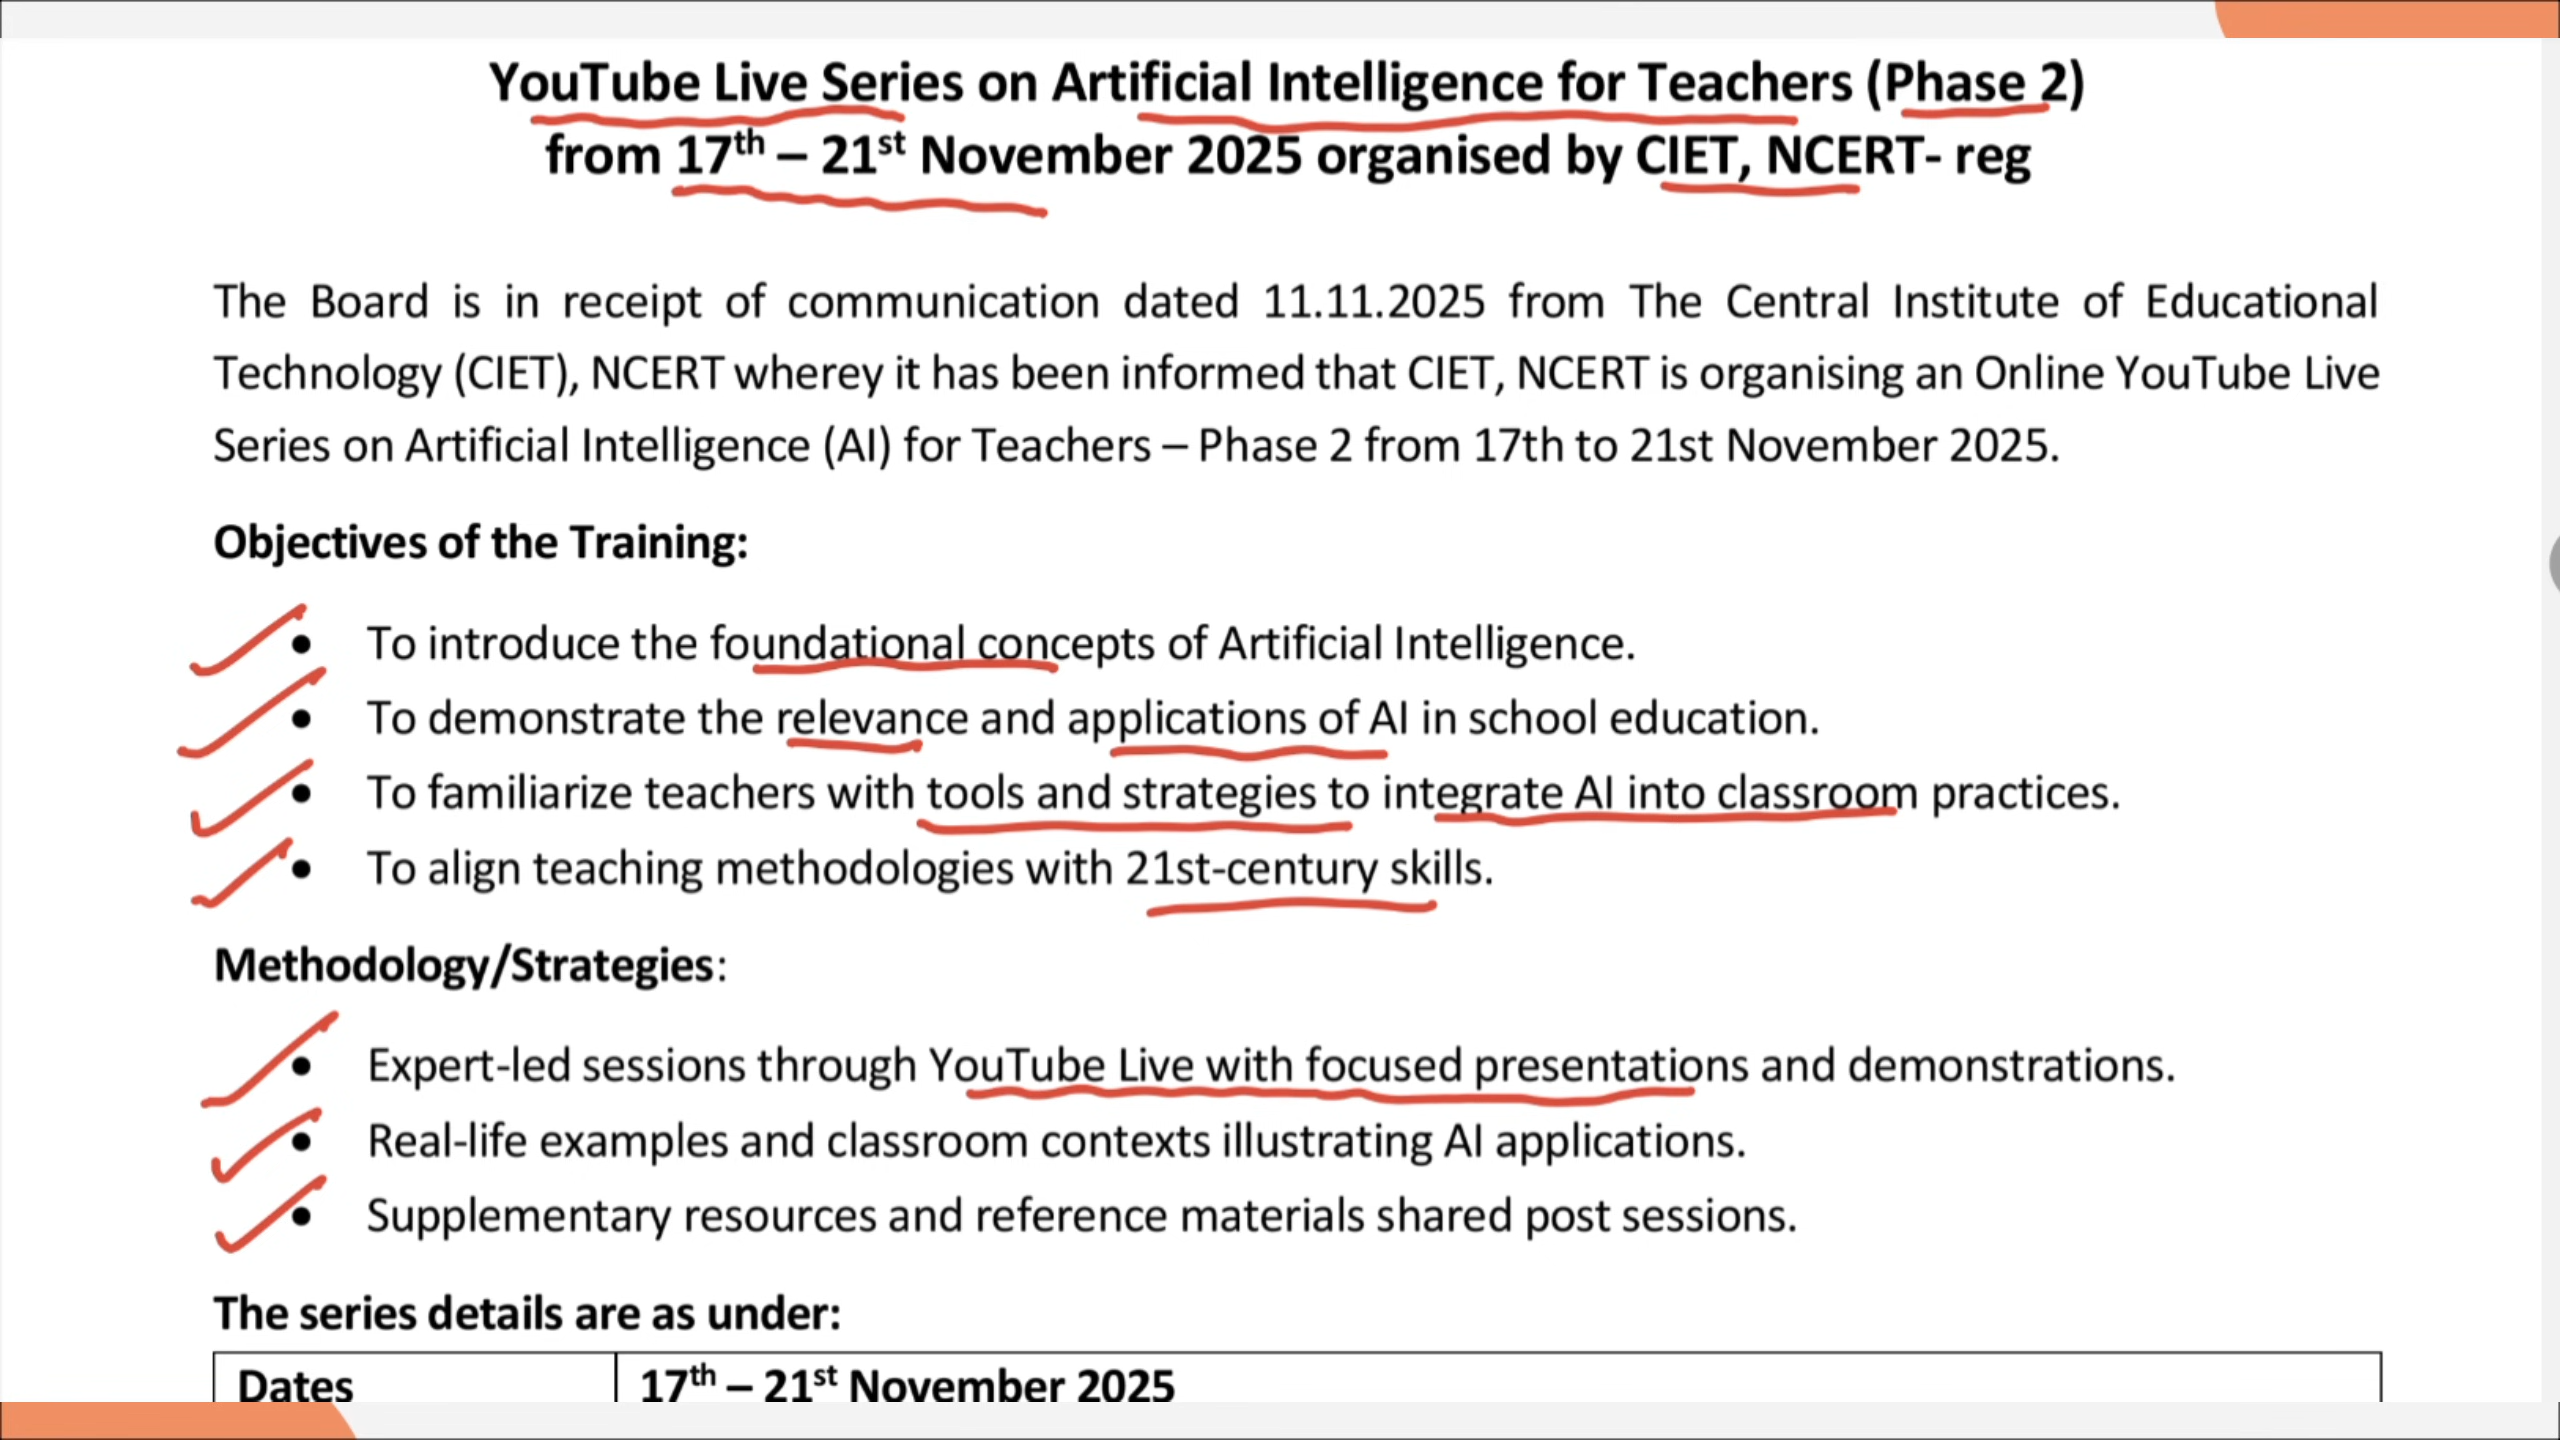 YouTube Live Series on Artificial Intelligence for Teachers (Phase 2)
from 17th – 21st November 2025 organised by CIET, NCERT- reg
The Board is in receipt of communication dated 11.11.2025 from The Central Institute of Educational
Technology (CIET), NCERT wherey it has been informed that CIET, NCERT is organising an Online YouTube Live
Series on Artificial Intelligence (AI) for Teachers – Phase 2 from 17th to 21st November 2025.
Objectives of the Training:
• To introduce the foundational concepts of Artificial Intelligence.
• To demonstrate the relevance and applications of AI in school education.
• To familiarize teachers with tools and strategies to integrate AI into classroom practices.
• To align teaching methodologies with 21st-century skills.
Methodology/Strategies:
• Expert-led sessions through YouTube Live with focused presentations and demonstrations.
• Real-life examples and classroom contexts illustrating AI applications.
• Supplementary resources and reference materials shared post sessions.
The series details are as under:
Dates 17th – 21st November 2025